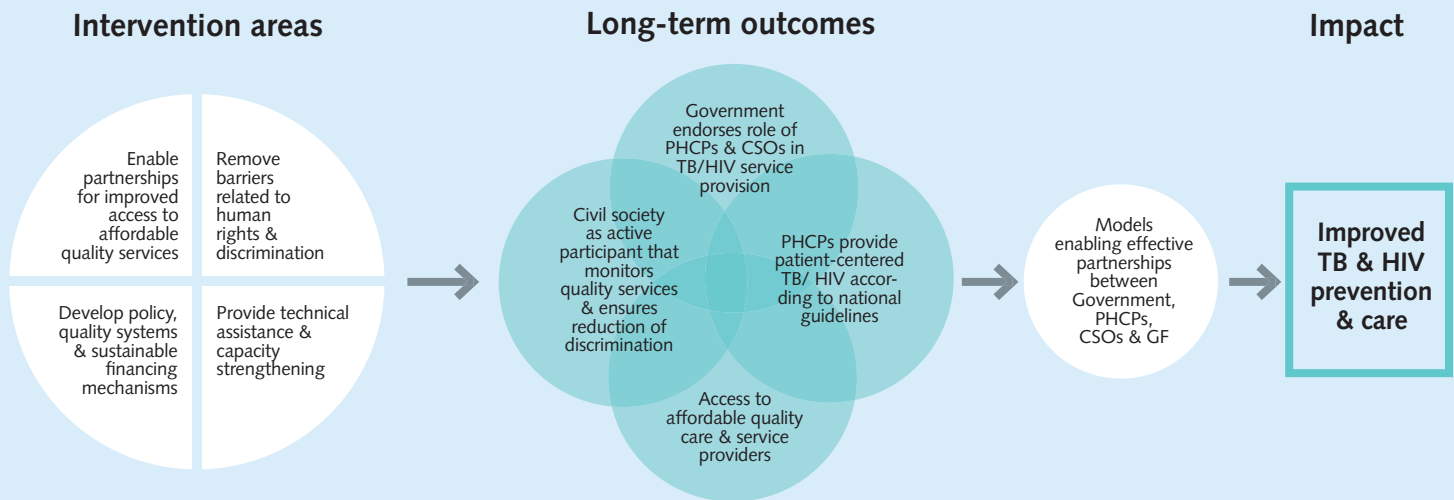 Intervention areas
Long-term outcomes
Impact
Enable
partnerships
for improved
access to
affordable
quality services
Remove
barriers
related to
human
rights &
discrimination
Develop policy,
quality systems
& sustainable
financing
mechanisms
Provide technical
assistance &
capacity
strengthening
Government
endorses role of
PHCPs & CSOs in
TB/HIV service
provision
Civil society
as active
participant that
monitors
quality services
& ensures
reduction of
discrimination
PHCPs provide
patient-centered
TB/ HIV accor-
ding to national
guidelines
Access to
affordable quality
care & service
providers
Models
enabling effective
partnerships
between
Government,
PHCPs,
CSOs & GF
Improved
TB & HIV
prevention
& care